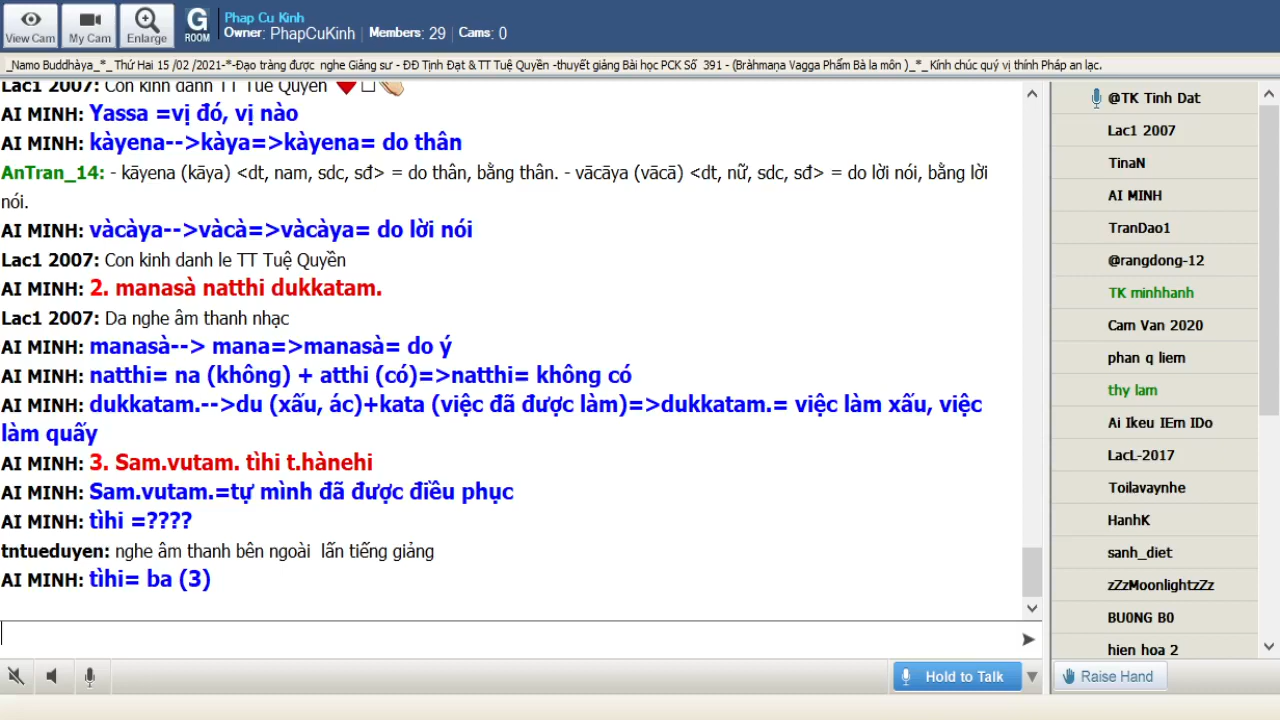 View Cam
My Cam
Enlarge
G
ROOM
Phap Cu Kinh
Owner: PhapCuKinh Members: 29 Cams: 0
_Namo Buddhàya_*_ Thứ Hai 15 /02 /2021-*-Đạo tràng được nghe Giảng sư - ĐĐ Tịnh Đạt & TT Tuệ Quyền -thuyết giảng Bài học PCK Số 391 - (Bràhmaṇa Vagga Phẩm Bà la môn )_*_ Kính chúc quý vị thính Pháp an lạc.
Lac1 2007: Con kinh danh TT Tuệ Quyền ❤️☐👏
AI MINH: Yassa =vị đó, vị nào
AI MINH: kàyena-->kàya=>kàyena= do thân
AnTran_14: - kāyena (kāya) <dt, nam, sdc, sđ> = do thân, bằng thân. - vācāya (vācā) <dt, nữ, sdc, sđ> = do lời nói, bằng lời
nói.
AI MINH: vàcàya-->vàcà=>vàcàya= do lời nói
Lac1 2007: Con kinh danh le TT Tuệ Quyền
AI MINH: 2. manasà natthi dukkatam.
Lac1 2007: Da nghe âm thanh nhạc
AI MINH: manasà--> mana=>manasà= do ý
AI MINH: natthi= na (không) + atthi (có)=>natthi= không có
AI MINH: dukkatam.-->du (xấu, ác)+kata (việc đã được làm)=>dukkatam.= việc làm xấu, việc
làm quấy
AI MINH: 3. Sam.vutam. tìhi t.hànehi
AI MINH: Sam.vutam.=tự mình đã được điều phục
AI MINH: tìhi =????
tntueduyen: nghe âm thanh bên ngoài  lấn tiếng giảng
AI MINH: tìhi= ba (3)
Hold to Talk
@TK Tinh Dat
Lac1 2007
TinaN
AI MINH
TranDao1
@rangdong-12
TK minhhanh
Cam Van 2020
phan q liem
thy lam
Ai Ikeu IEm IDo
LacL-2017
Toilavaynhe
HanhK
sanh_diet
zZzMoonlightzZz
BU0NG B0
hien hoa 2
Raise Hand